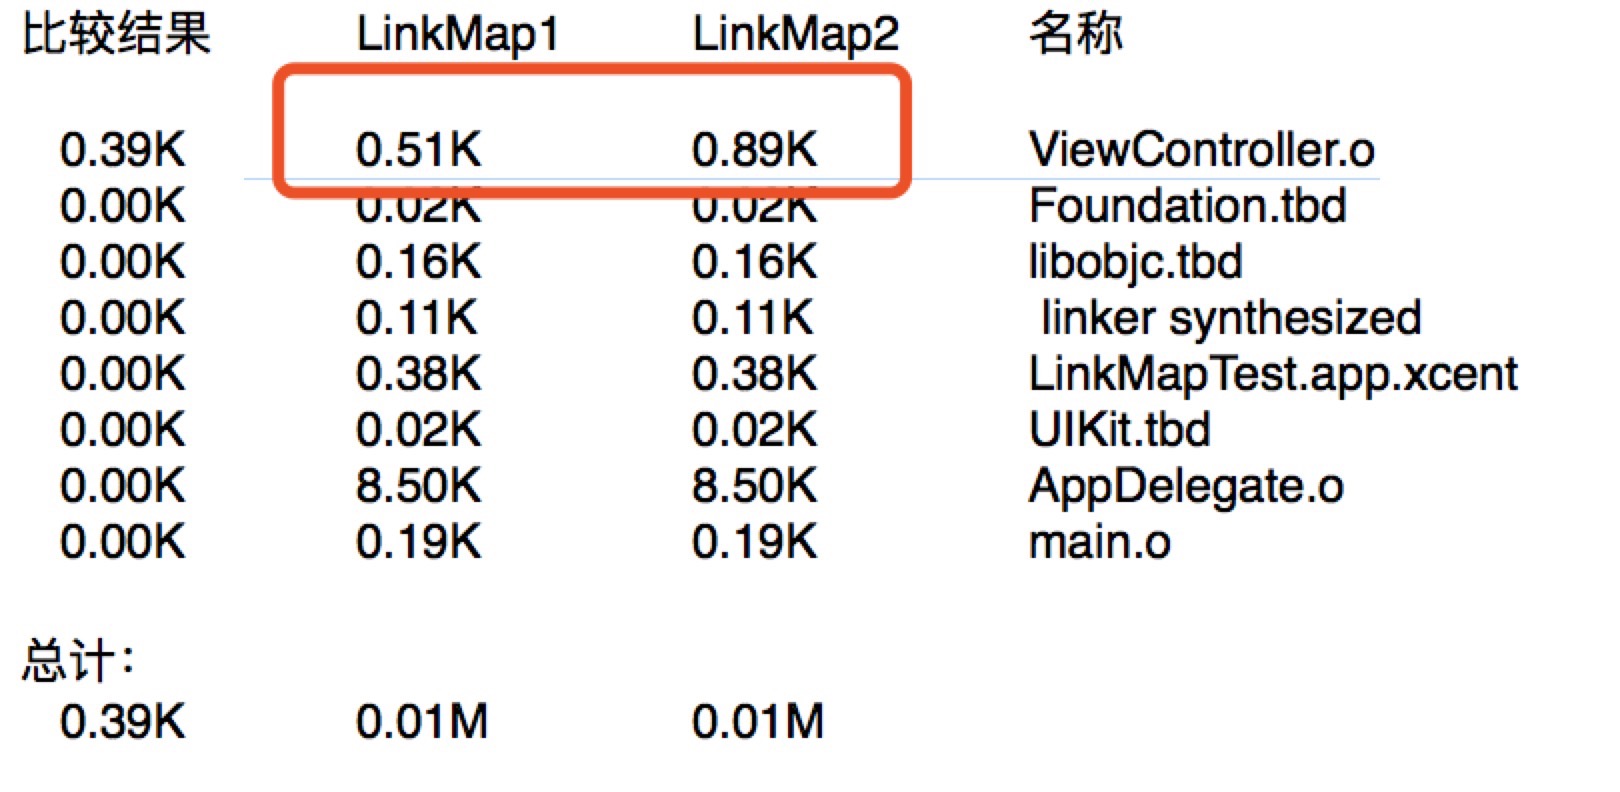 比较结果 LinkMap1 LinkMap2 名称
0.39K 0.51K 0.89K ViewController.o
0.00K 0.02K 0.02K Foundation.tbd
0.00K 0.16K 0.16K libobjc.tbd
0.00K 0.11K 0.11K linker synthesized
0.00K 0.38K 0.38K LinkMapTest.app.xcent
0.00K 0.02K 0.02K UIKit.tbd
0.00K 8.50K 8.50K AppDelegate.o
0.00K 0.19K 0.19K main.o
总计：
0.39K 0.01M 0.01M